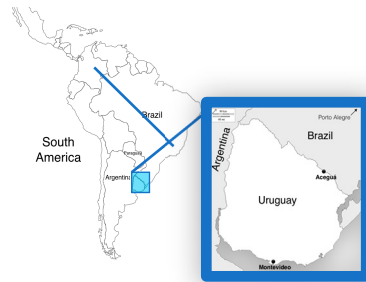 Brazil
South
America
Paraguay
Argentina
Porto Alegre
Brazil
Argentina
Aceguá
Uruguay
Montevideo